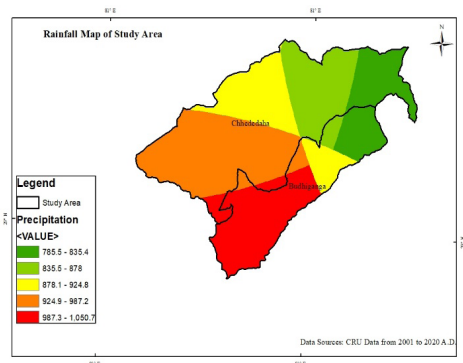 Rainfall Map of Study Area
N
Chhededaha
Budhiganga
Legend
Study Area
Precipitation
<VALUE>
785.5 - 835.4
835.5 - 878
878.1 - 924.8
924.9 - 987.2
987.3 - 1,050.7
Data Sources: CRU Data from 2001 to 2020 A.D.